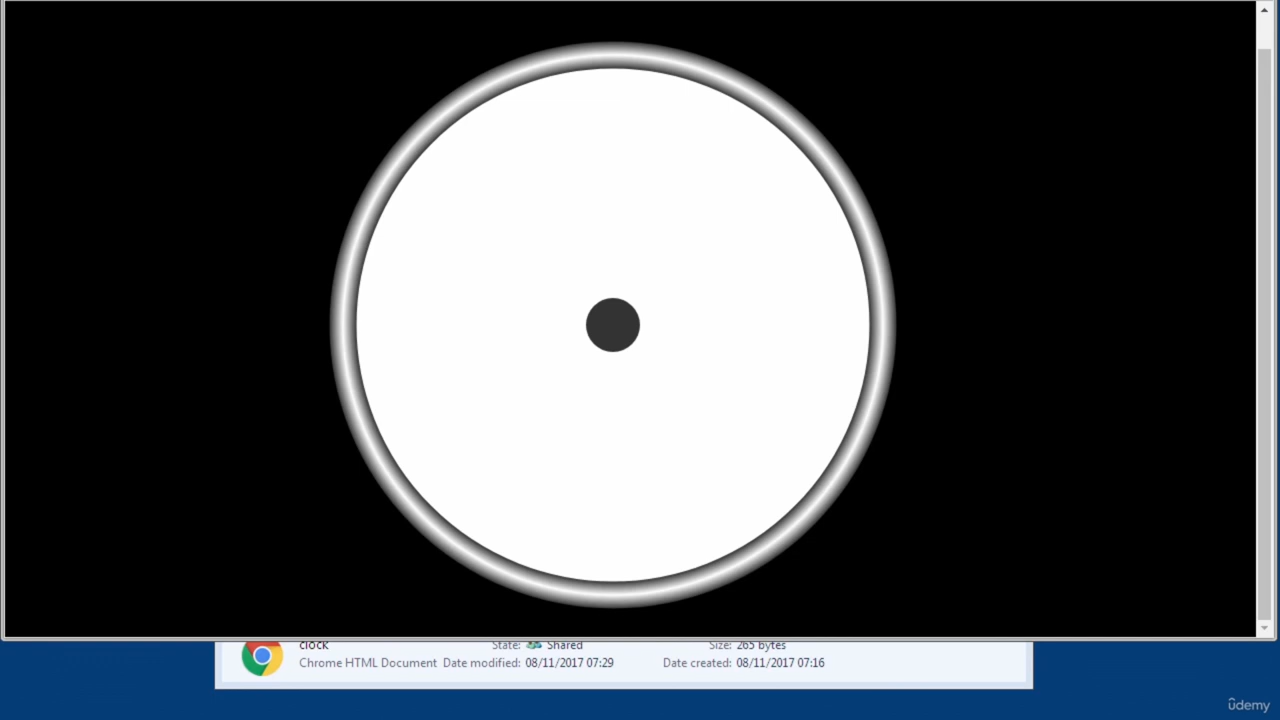 clock State: Shared Size: 265 bytes
Chrome HTML Document Date modified: 08/11/2017 07:29 Date created: 08/11/2017 07:16
ûdemy